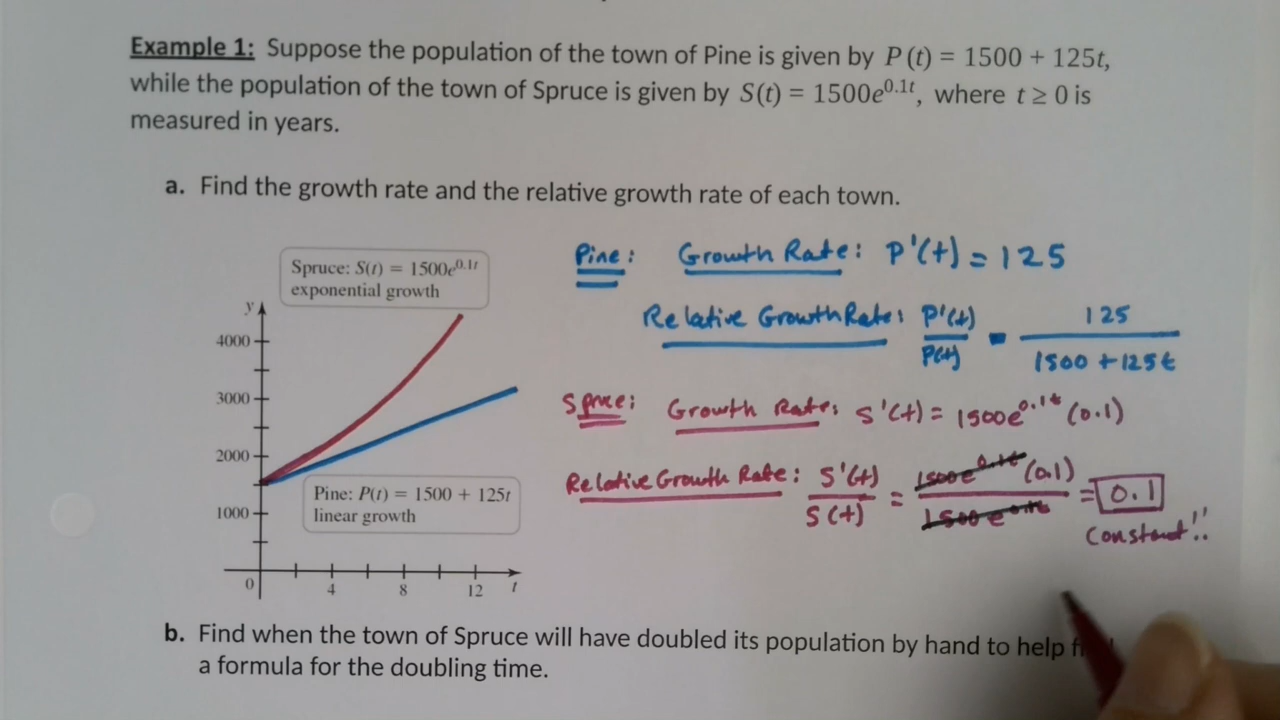 Example 1: Suppose the population of the town of Pine is given by P(t) = 1500 + 125t,
while the population of the town of Spruce is given by S(t) = 1500e^0.1t, where t ≥ 0 is
measured in years.
a. Find the growth rate and the relative growth rate of each town.
Spruce: S(t) = 1500e^0.1t
exponential growth
y
4000
3000
2000
1000
0
4
8
12
t
Pine: P(t) = 1500 + 125t
linear growth
Pine: Growth Rate: P'(t) = 125
Relative Growth Rate: P'(t)/P(t) = 125/(1500 + 125t)
Spruce: Growth Rate: S'(t) = 1500e^0.1t (0.1)
Relative Growth Rate: S'(t)/S(t) = 1500e^0.1t (0.1)/1500e^0.1t = 0.1
Constant!!
b. Find when the town of Spruce will have doubled its population by hand to help
a formula for the doubling time.